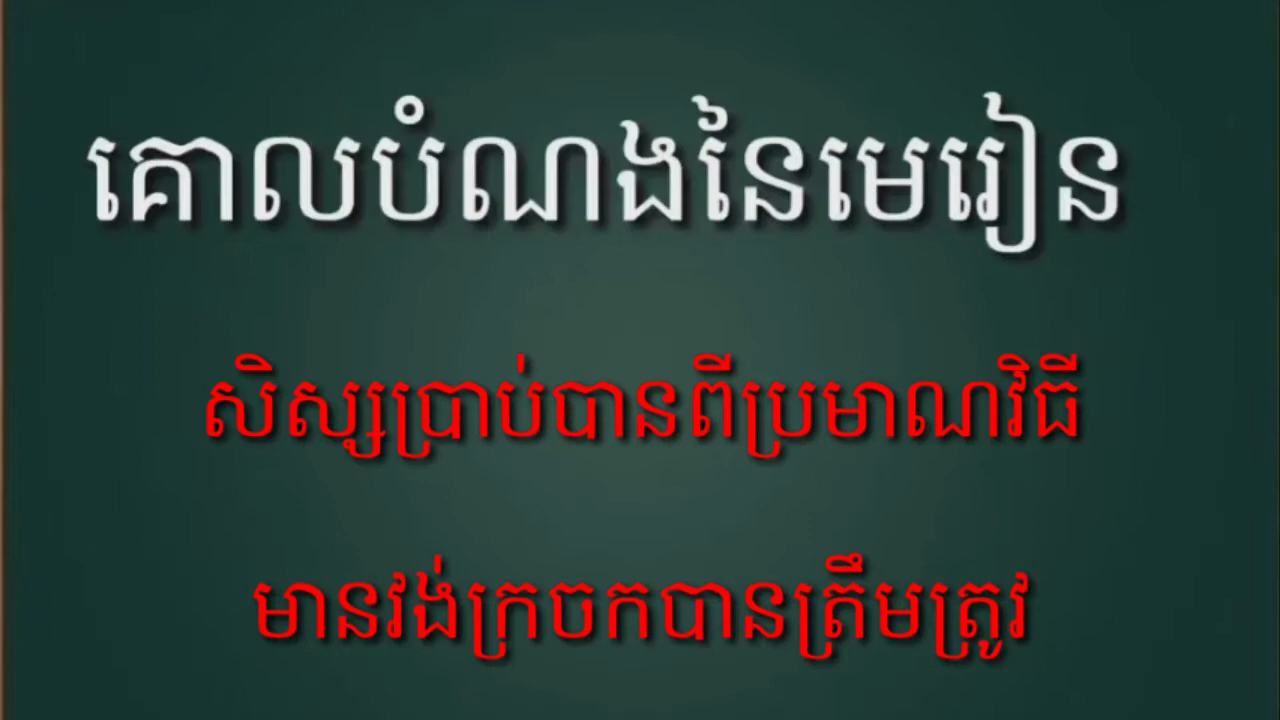 គោលបំណងនៃមេរៀន
សិស្សប្រាប់បានពីប្រមាណវិធី
មានវង់ក្រចកបានត្រឹមត្រូវ